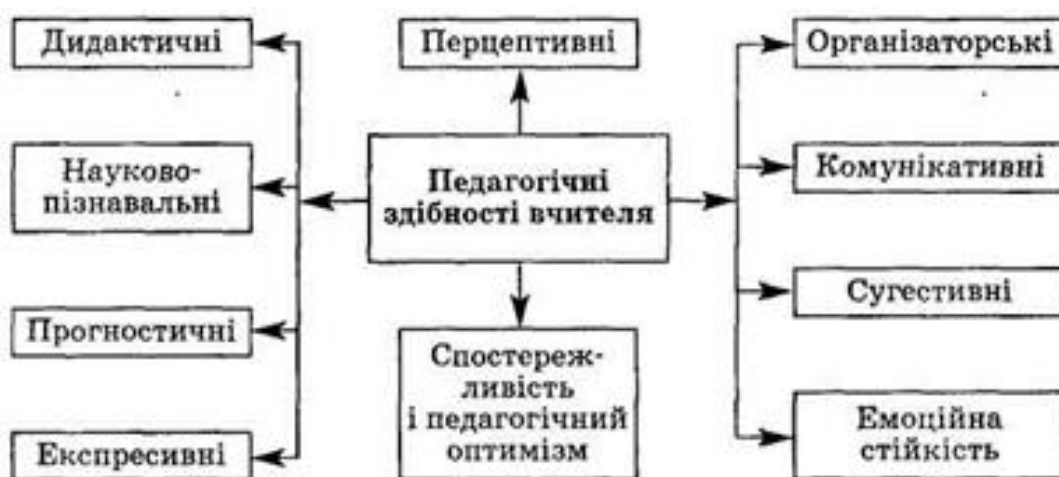 Дидактичні
Перцептивні
Організаторські
Науково-
пізнавальні
Педагогічні
здібності вчителя
Комунікативні
Прогностичні
Спостереж-
ливість
і педагогічний
оптимізм
Сугестивні
Експресивні
Емоційна
стійкість